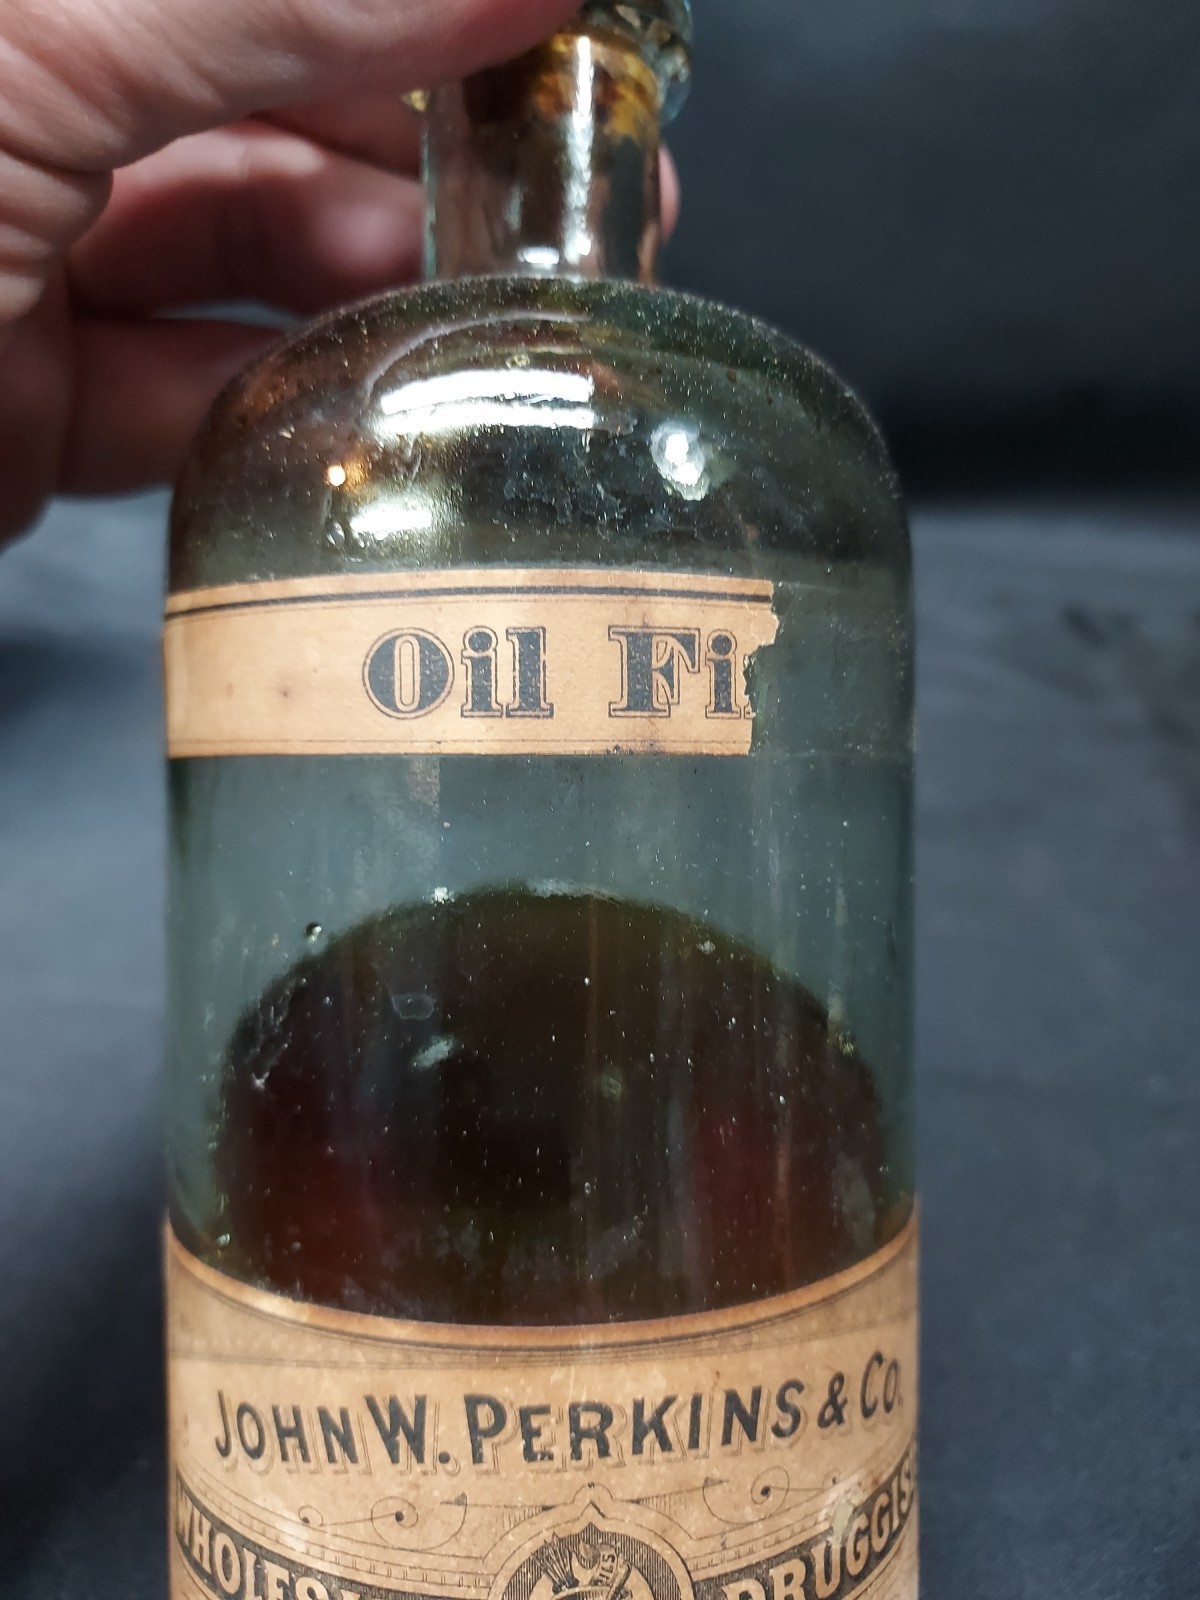 Oil Fi
JOHN W. PERKINS & CO.
WHOLES
DRUGGIS